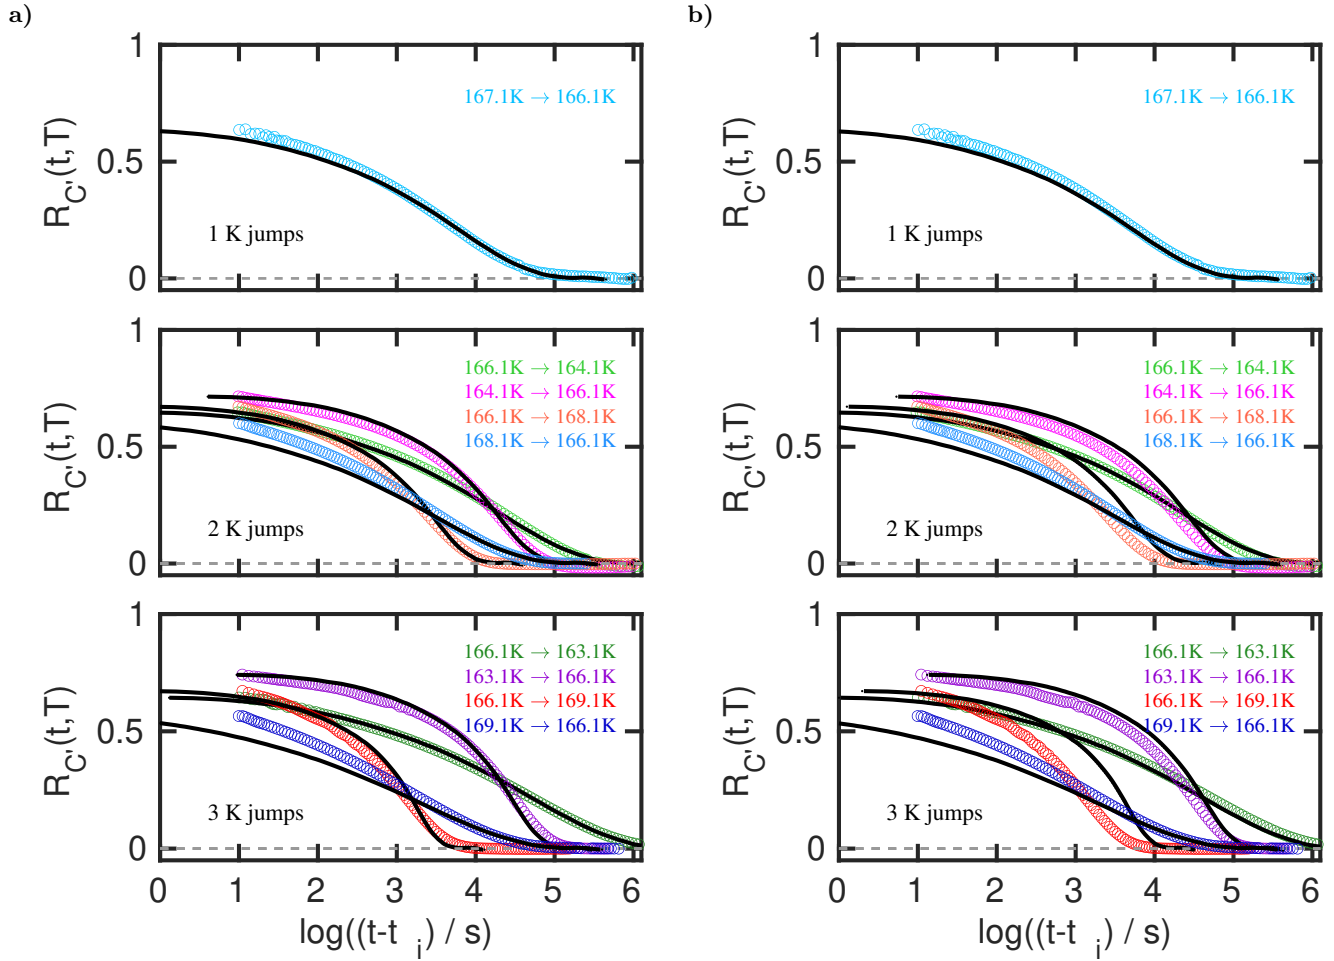 a)
1
0.5
0
R_C'(t,T)
167.1K → 166.1K
1 K jumps
1
0.5
0
R_C'(t,T)
166.1K → 164.1K
164.1K → 166.1K
166.1K → 168.1K
168.1K → 166.1K
2 K jumps
1
0.5
0
R_C'(t,T)
166.1K → 163.1K
163.1K → 166.1K
166.1K → 169.1K
169.1K → 166.1K
3 K jumps
0 1 2 3 4 5 6
log((t-t_i) / s)
b)
1
0.5
0
R_C'(t,T)
167.1K → 166.1K
1 K jumps
1
0.5
0
R_C'(t,T)
166.1K → 164.1K
164.1K → 166.1K
166.1K → 168.1K
168.1K → 166.1K
2 K jumps
1
0.5
0
R_C'(t,T)
166.1K → 163.1K
163.1K → 166.1K
166.1K → 169.1K
169.1K → 166.1K
3 K jumps
0 1 2 3 4 5 6
log((t-t_i) / s)